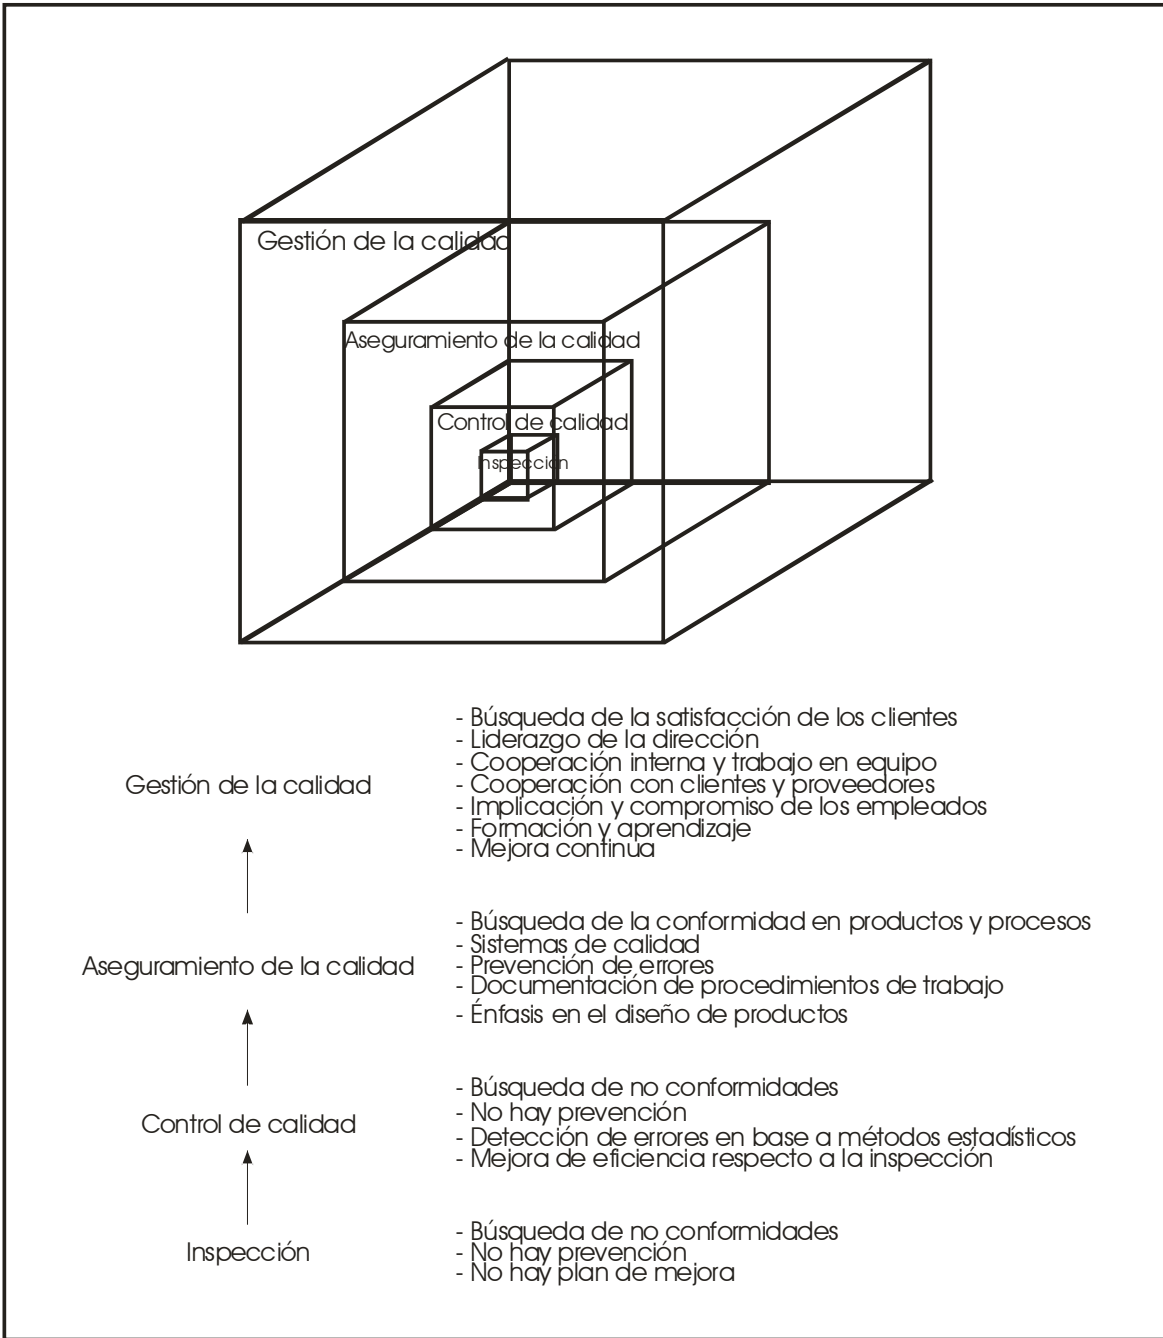 Gestión de la calidad
Aseguramiento de la calidad
Control de calidad
Inspección
Gestión de la calidad
- Búsqueda de la satisfacción de los clientes
- Liderazgo de la dirección
- Cooperación interna y trabajo en equipo
- Cooperación con clientes y proveedores
- Implicación y compromiso de los empleados
- Formación y aprendizaje
- Mejora continua
Aseguramiento de la calidad
- Búsqueda de la conformidad en productos y procesos
- Sistemas de calidad
- Prevención de errores
- Documentación de procedimientos de trabajo
- Énfasis en el diseño de productos
Control de calidad
- Búsqueda de no conformidades
- No hay prevención
- Detección de errores en base a métodos estadísticos
- Mejora de eficiencia respecto a la inspección
Inspección
- Búsqueda de no conformidades
- No hay prevención
- No hay plan de mejora